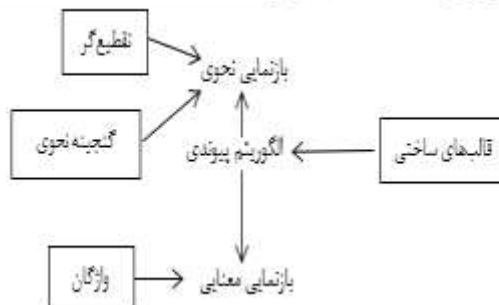 تقطیع‌گر
بازنمایی نحوی
گنجینه نحوی
الگوریتم پیوندی
قالب‌های ساختی
واژگان
بازنمایی معنایی